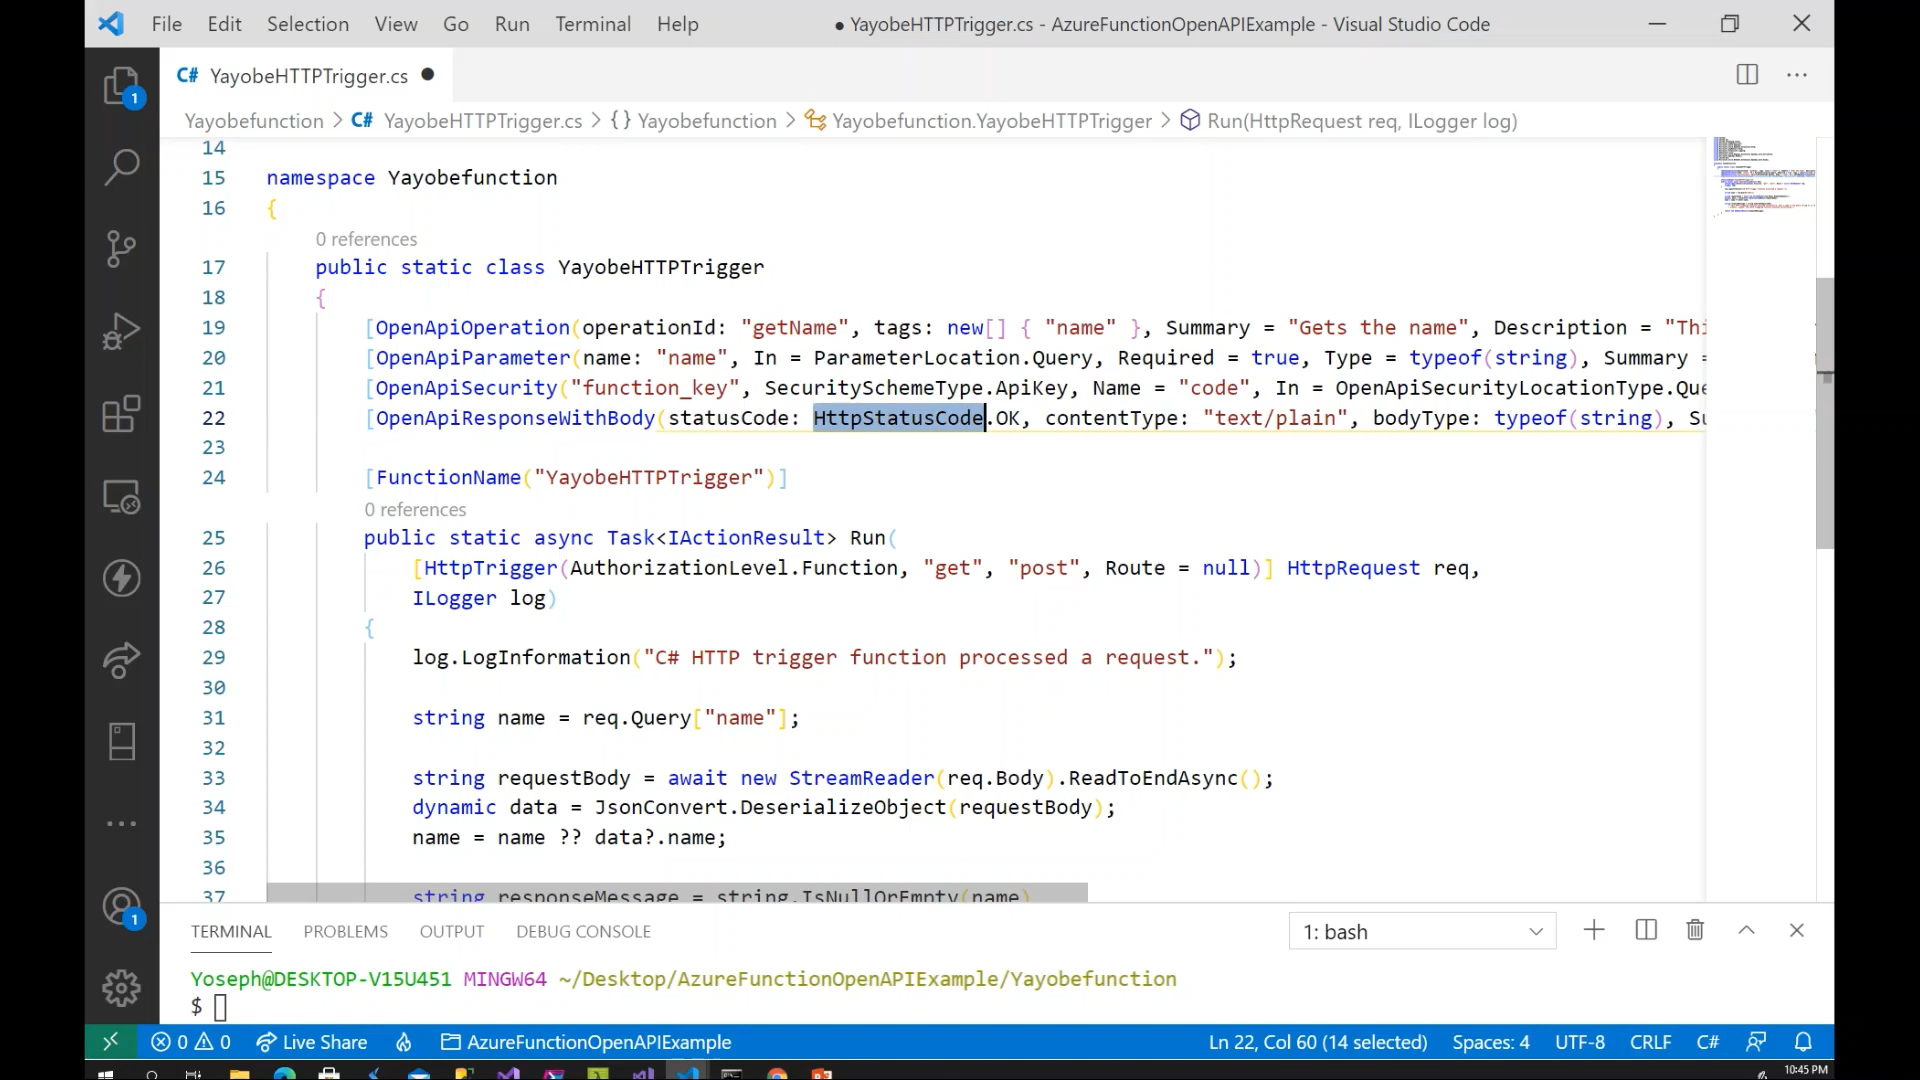 File Edit Selection View Go Run Terminal Help
● YayobeHTTPTrigger.cs - AzureFunctionOpenAPIExample - Visual Studio Code
C# YayobeHTTPTrigger.cs ●
Yayobefunction > C# YayobeHTTPTrigger.cs > {} Yayobefunction > Yayobefunction.YayobeHTTPTrigger > Run(HttpRequest req, ILogger log)
14
15 namespace Yayobefunction
16 {
0 references
17 public static class YayobeHTTPTrigger
18 {
19 [OpenApiOperation(operationId: "getName", tags: new[] { "name" }, Summary = "Gets the name", Description = "Thi
20 [OpenApiParameter(name: "name", In = ParameterLocation.Query, Required = true, Type = typeof(string), Summary =
21 [OpenApiSecurity("function_key", SecuritySchemeType.ApiKey, Name = "code", In = OpenApiSecurityLocationType.Que
22 [OpenApiResponseWithBody(statusCode: HttpStatusCode.OK, contentType: "text/plain", bodyType: typeof(string), Su
23
24 [FunctionName("YayobeHTTPTrigger")]
0 references
25 public static async Task<IActionResult> Run(
26 [HttpTrigger(AuthorizationLevel.Function, "get", "post", Route = null)] HttpRequest req,
27 ILogger log)
28 {
29 log.LogInformation("C# HTTP trigger function processed a request.");
30
31 string name = req.Query["name"];
32
33 string requestBody = await new StreamReader(req.Body).ReadToEndAsync();
34 dynamic data = JsonConvert.DeserializeObject(requestBody);
35 name = name ?? data?.name;
36
37 string responseMessage = string.IsNullOrEmpty(name)
TERMINAL PROBLEMS OUTPUT DEBUG CONSOLE 1: bash
Yoseph@DESKTOP-V15U451 MINGW64 ~/Desktop/AzureFunctionOpenAPIExample/Yayobefunction
$
0 0 Live Share AzureFunctionOpenAPIExample Ln 22, Col 60 (14 selected) Spaces: 4 UTF-8 CRLF C#
10:45 PM
1
1